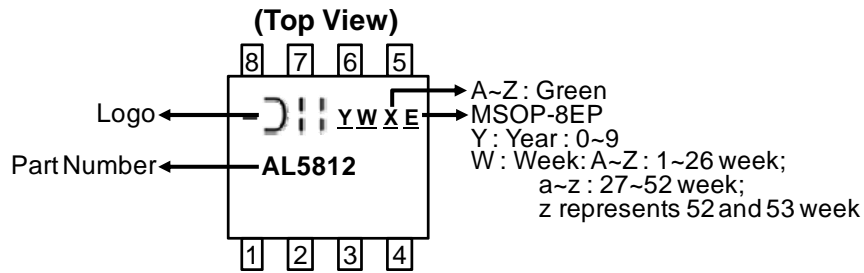 (Top View)
8 7 6 5
A~Z : Green
Logo
Y W X E
MSOP-8EP
Y : Year : 0~9
Part Number
AL5812
W : Week: A~Z : 1~26 week;
a~z : 27~52 week;
z represents 52 and 53 week
1 2 3 4